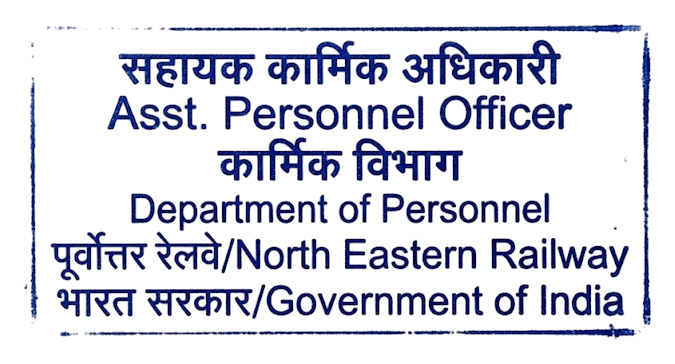 सहायक कार्मिक अधिकारी
Asst. Personnel Officer
कार्मिक विभाग
Department of Personnel
पूर्वोत्तर रेलवे/North Eastern Railway
भारत सरकार/Government of India